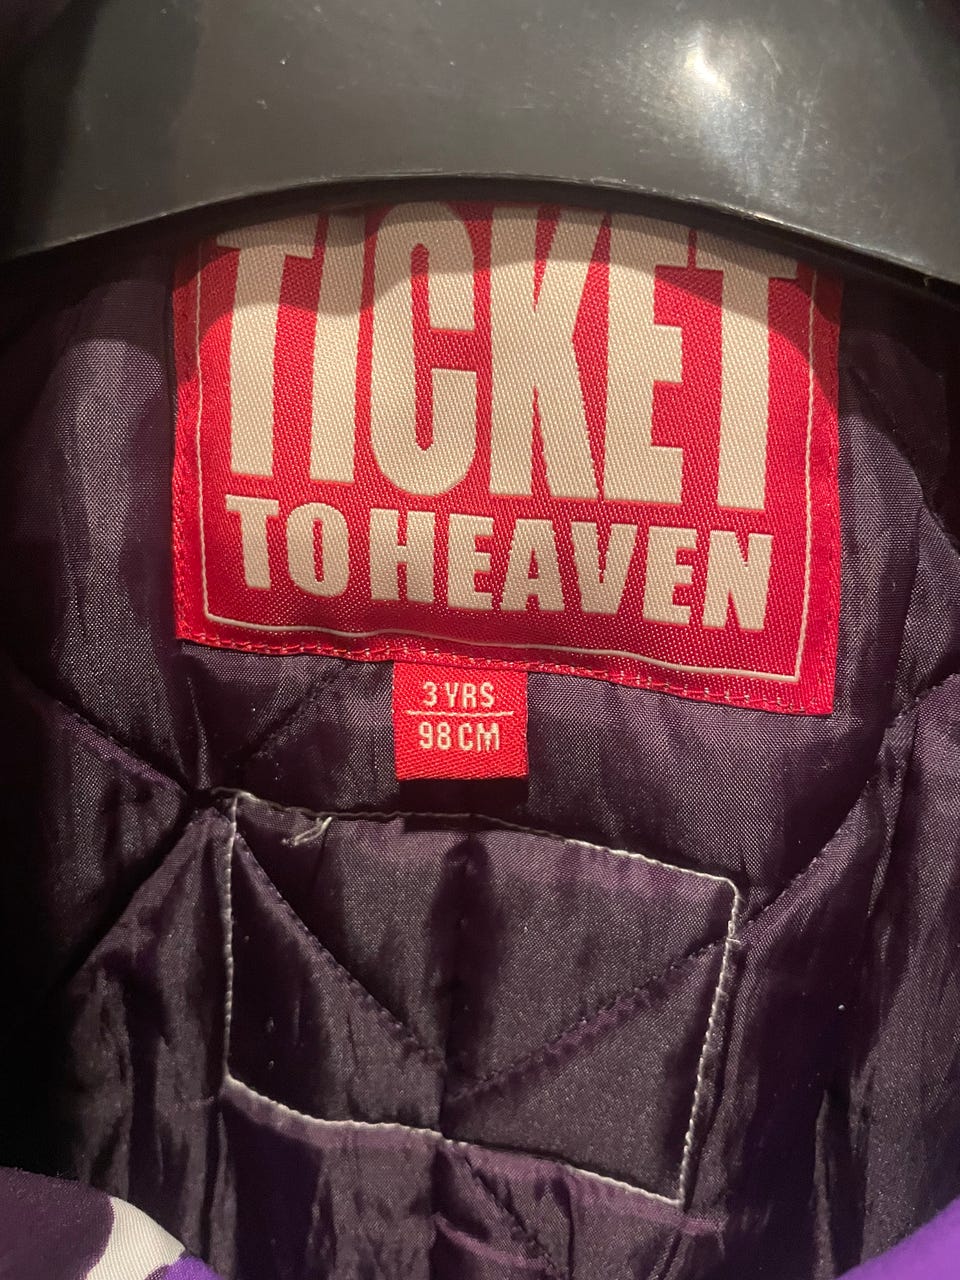 TICKET
TO HEAVEN
3 YRS
98 CM